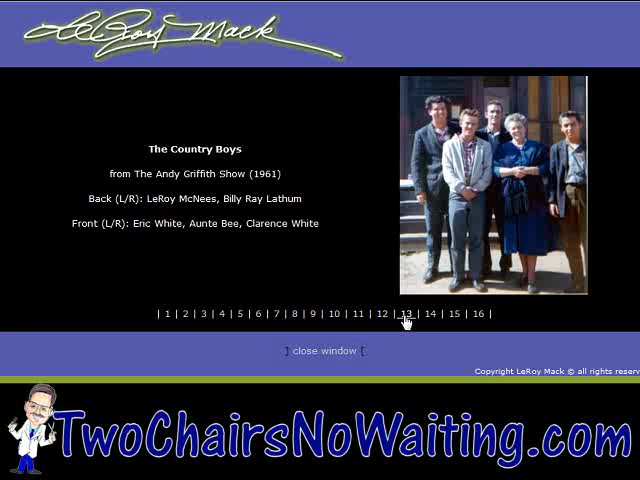 LeRoy Mack
The Country Boys
from The Andy Griffith Show (1961)
Back (L/R): LeRoy McNees, Billy Ray Lathum
Front (L/R): Eric White, Aunte Bee, Clarence White
| 1 | 2 | 3 | 4 | 5 | 6 | 7 | 8 | 9 | 10 | 11 | 12 | 13 | 14 | 15 | 16 |
] close window [
Copyright LeRoy Mack © all rights reserv
TwoChairsNoWaiting.com